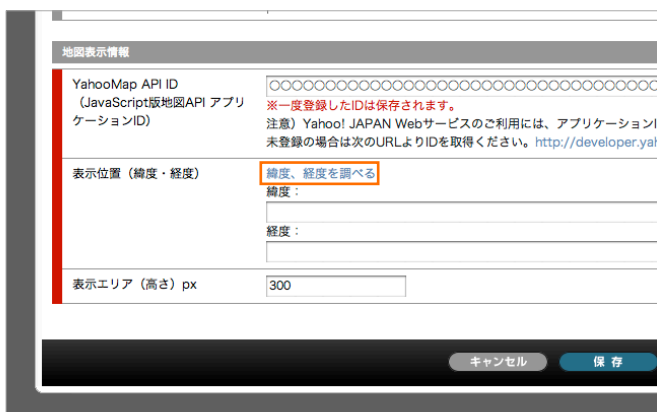 地図表示情報
YahooMap API ID
（JavaScript版地図API アプリ
ケーションID）
○○○○○○○○○○○○○○○○○○○○○○○○○○○○○○○○○○○
※一度登録したIDは保存されます。
注意）Yahoo! JAPAN Webサービスのご利用には、アプリケーションI
未登録の場合は次のURLよりIDを取得ください。http://developer.yah
表示位置（緯度・経度）
緯度、経度を調べる
緯度：
経度：
表示エリア（高さ）px
300
キャンセル
保 存